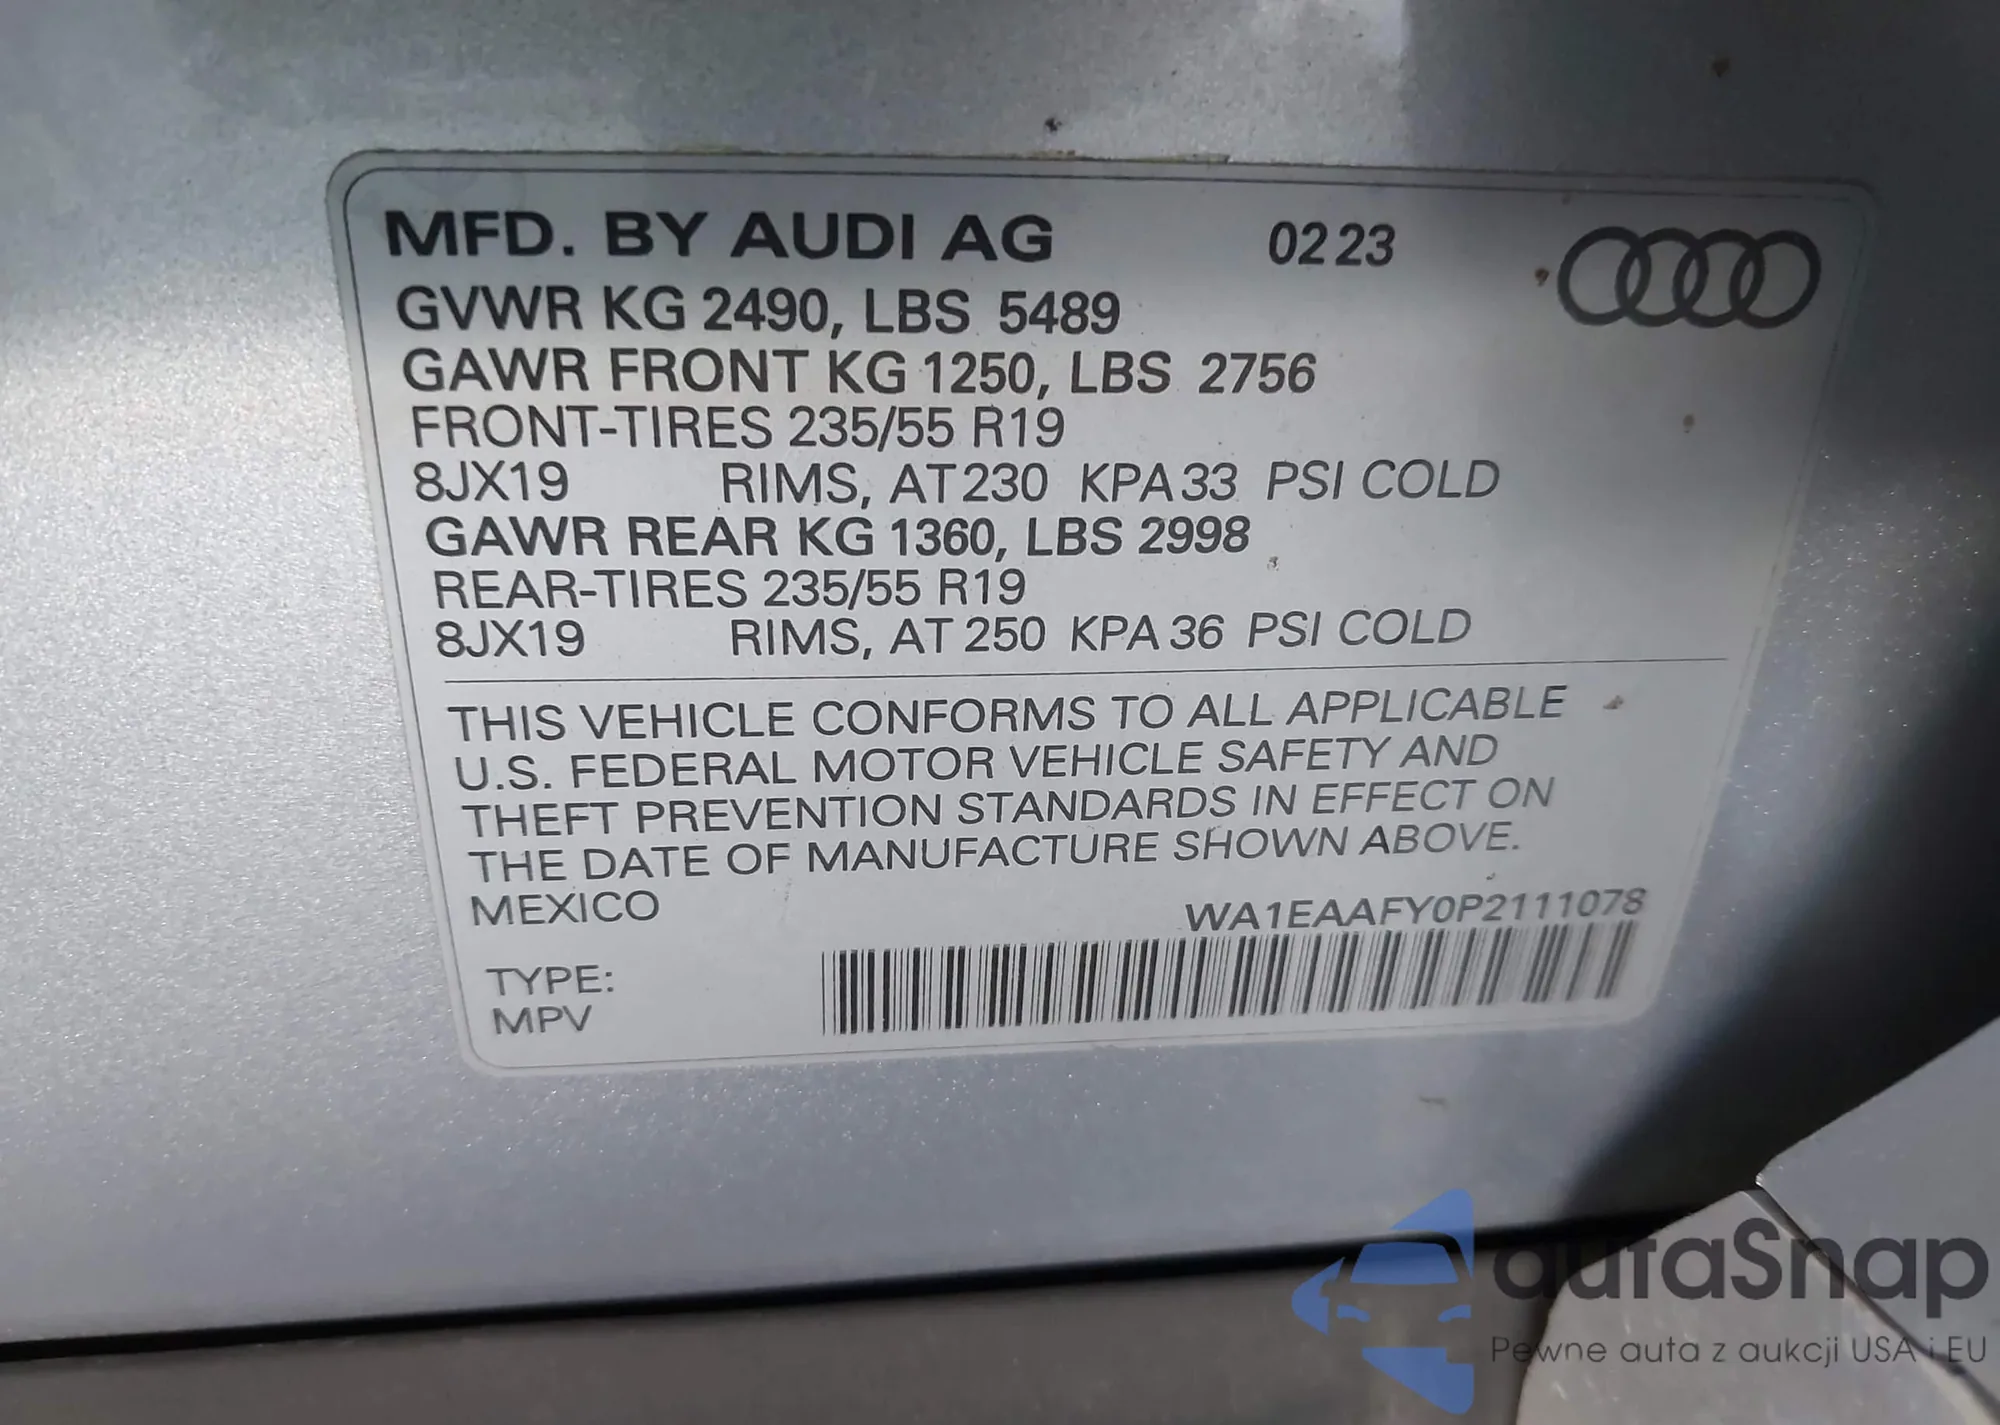 MFD. BY AUDI AG 02 23
GVWR KG 2490, LBS 5489
GAWR FRONT KG 1250, LBS 2756
FRONT-TIRES 235/55 R19
8JX19 RIMS, AT 230 KPA 33 PSI COLD
GAWR REAR KG 1360, LBS 2998
REAR-TIRES 235/55 R19
8JX19 RIMS, AT 250 KPA 36 PSI COLD
THIS VEHICLE CONFORMS TO ALL APPLICABLE
U.S. FEDERAL MOTOR VEHICLE SAFETY AND
THEFT PREVENTION STANDARDS IN EFFECT ON
THE DATE OF MANUFACTURE SHOWN ABOVE.
MEXICO WA1EAAFY0P2111078
TYPE:
MPV
autaSnap
Pewne auta z aukcji USA i EU